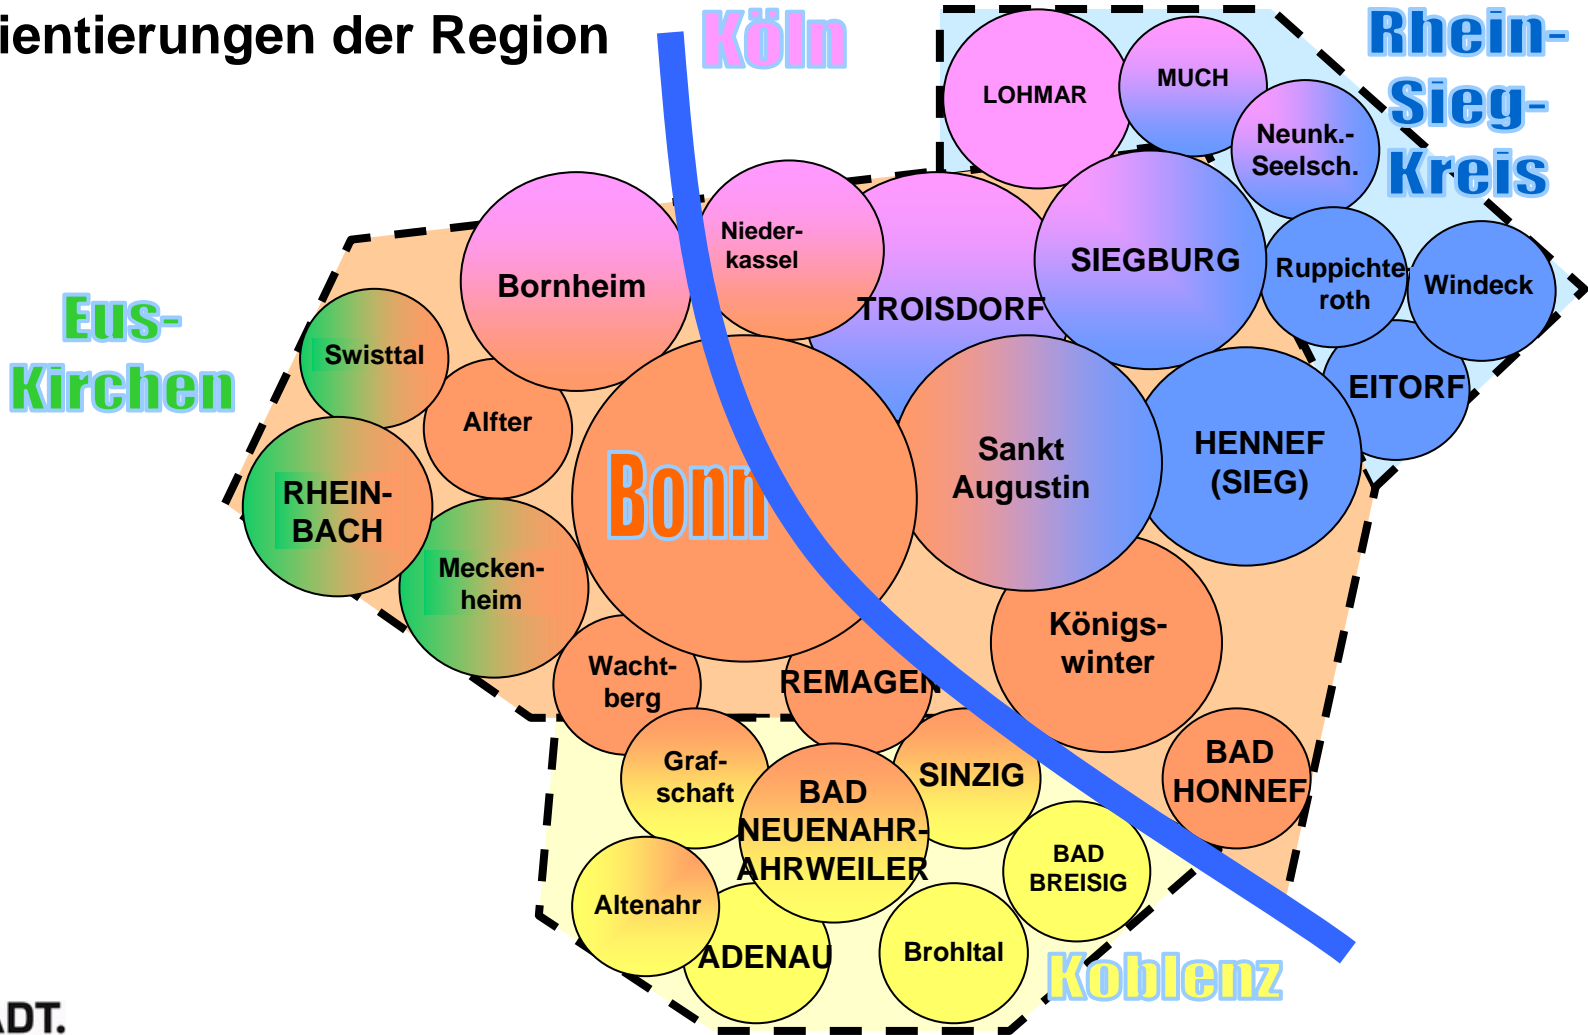 ientierungen der Region
Köln
Rhein-
Sieg-
Kreis
LOHMAR
MUCH
Neunk.-
Seelsch.
Nieder-
kassel
SIEGBURG
Ruppichte
roth
Windeck
Bornheim
TROISDORF
Eus-
Kirchen
Swisttal
EITORF
Alfter
Sankt
Augustin
HENNEF
(SIEG)
Bonn
RHEIN-
BACH
Mecken-
heim
Königs-
winter
Wacht-
berg
REMAGEN
Graf-
schaft
BAD
NEUENAHR-
AHRWEILER
SINZIG
BAD
HONNEF
BAD
BREISIG
Altenahr
ADENAU
Brohltal
Koblenz
ADT.